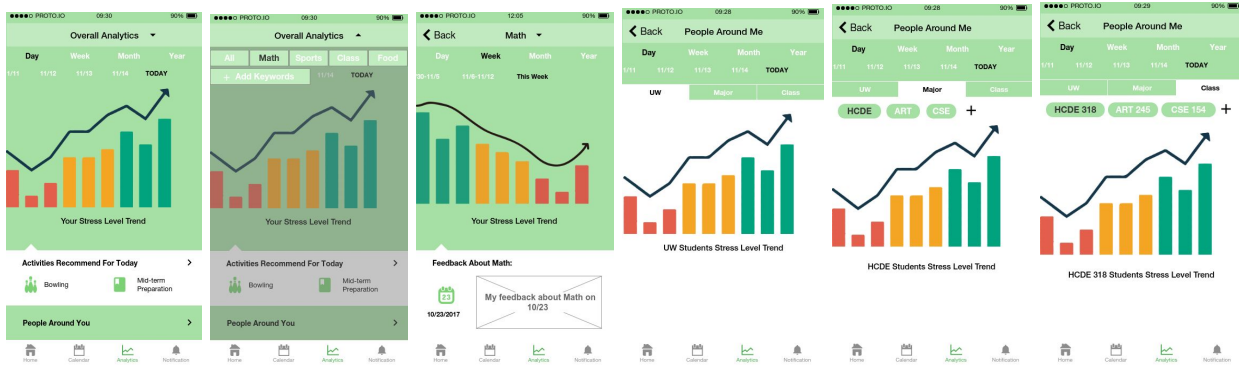 ●●●●○ PROTO.IO 09:30 90%
Overall Analytics
Day Week Month Year
1/11 11/12 11/13 11/14 TODAY
Your Stress Level Trend
Activities Recommend For Today >
Bowling
Mid-term
Preparation
People Around You >
Home Calendar Analytics Notification
●●●●○ PROTO.IO 09:30 90%
Overall Analytics
All Math Sports Class Food
+ Add Keywords 11/14 TODAY
Your Stress Level Trend
Activities Recommend For Today >
Bowling
Mid-term
Preparation
People Around You >
Home Calendar Analytics Notification
●●●●○ PROTO.IO 12:05 90%
Back Math
Day Week Month Year
30-11/5 11/6-11/12 This Week
Your Stress Level Trend
Feedback About Math:
23
10/23/2017
My feedback about Math on
10/23
Home Calendar Analytics Notification
●●●●○ PROTO.IO 09:28 90%
Back People Around Me
Day Week Month Year
1/11 11/12 11/13 11/14 TODAY
UW Major Class
UW Students Stress Level Trend
Home Calendar Analytics Notification
●●●●○ PROTO.IO 09:28 90%
Back People Around Me
Day Week Month Year
1/11 11/12 11/13 11/14 TODAY
UW Major Class
HCDE ART CSE +
HCDE Students Stress Level Trend
Home Calendar Analytics Notification
●●●●○ PROTO.IO 09:29 90%
Back People Around Me
Day Week Month Year
1/11 11/12 11/13 11/14 TODAY
UW Major Class
HCDE 318 ART 245 CSE 154 +
HCDE 318 Students Stress Level Trend
Home Calendar Analytics Notification